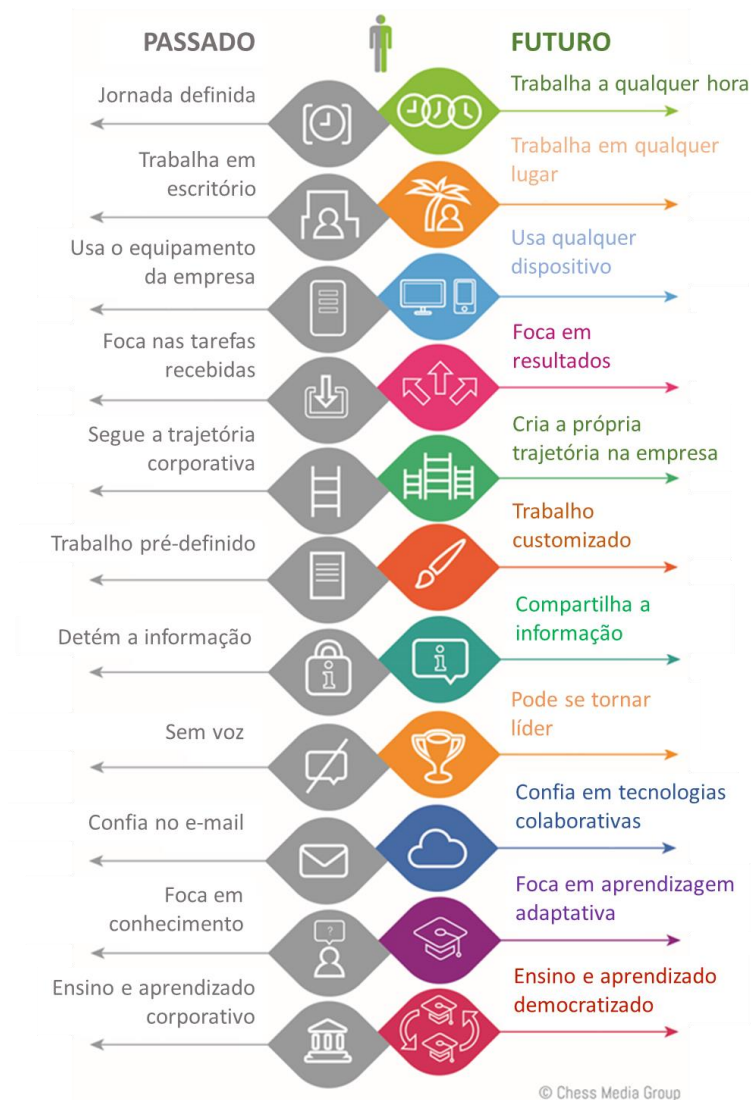 PASSADO
FUTURO
Jornada definida
Trabalha a qualquer hora
Trabalha em
escritório
Trabalha em qualquer
lugar
Usa o equipamento
da empresa
Usa qualquer
dispositivo
Foca nas tarefas
recebidas
Foca em
resultados
Segue a trajetória
corporativa
Cria a própria
trajetória na empresa
Trabalho pré-definido
Trabalho
customizado
Detém a informação
i
Compartilha a
informação
i
Sem voz
Pode se tornar
líder
Confia no e-mail
Confia em tecnologias
colaborativas
Foca em
conhecimento
?
Foca em aprendizagem
adaptativa
Ensino e aprendizado
corporativo
Ensino e aprendizado
democratizado
© Chess Media Group